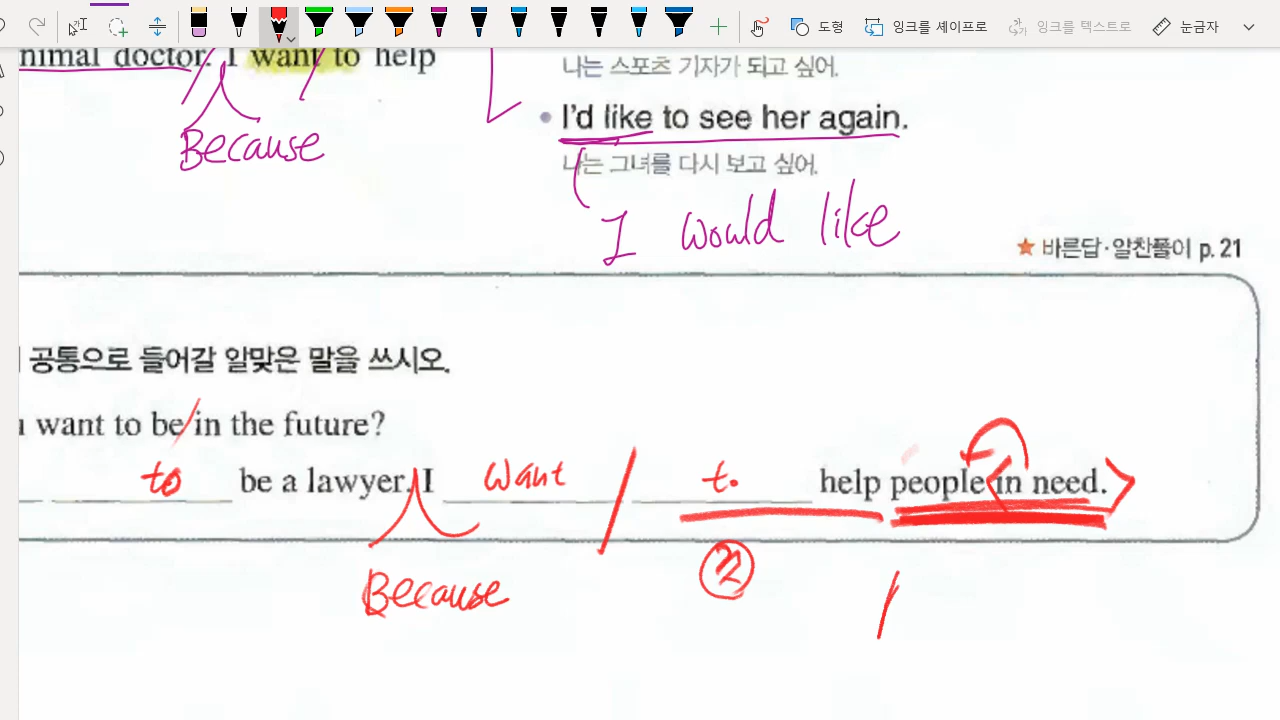 도형 잉크를 셰이프로 잉크를 텍스트로 눈금자
nimal doctor. I want to help
Because
나는 스포츠 기자가 되고 싶어.
• I'd like to see her again.
나는 그녀를 다시 보고 싶어.
I would like
★ 바른답·알찬풀이 p. 21
공통으로 들어갈 알맞은 말을 쓰시오.
want to be in the future?
to be a lawyer. I want to help people in need.
Because